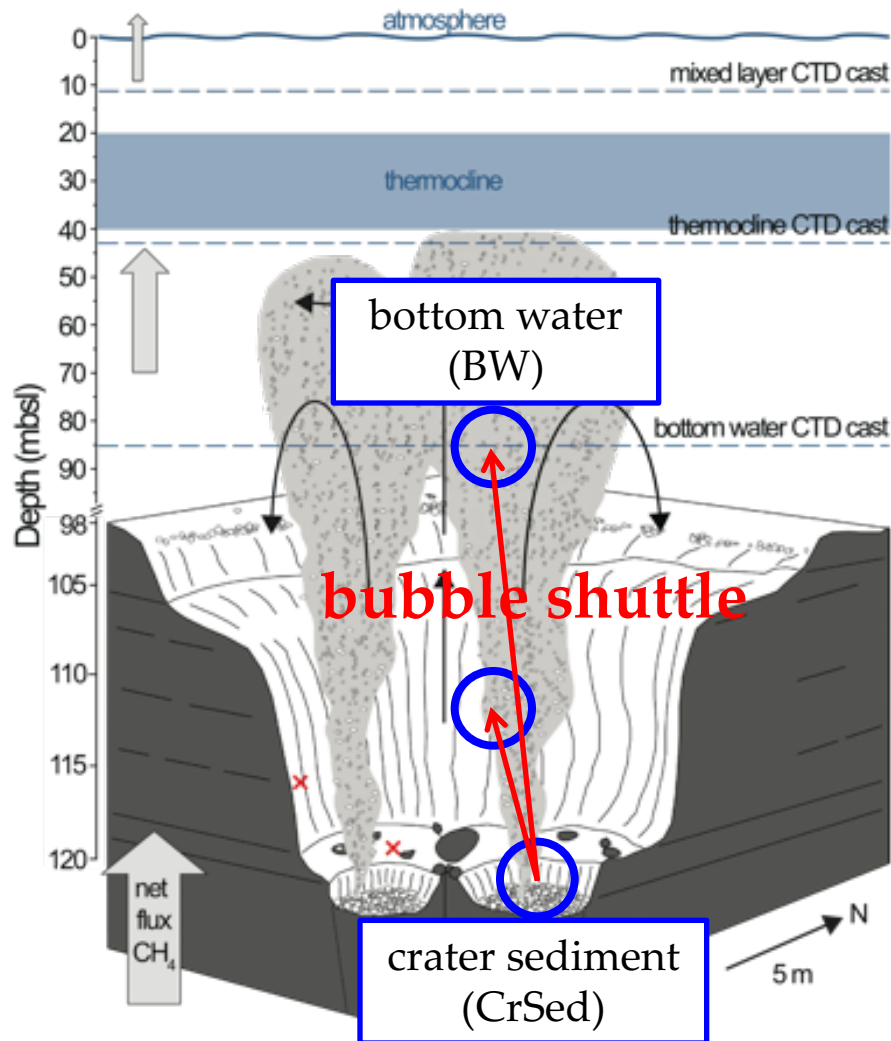 atmosphere
0
mixed layer CTD cast
10
20
thermocline
30
thermocline CTD cast
40
50
bottom water
(BW)
60
70
Depth (mbsl)
bottom water CTD cast
85
90
98
bubble shuttle
105
110
115
120
net
flux
CH₄
N
5 m
crater sediment
(CrSed)